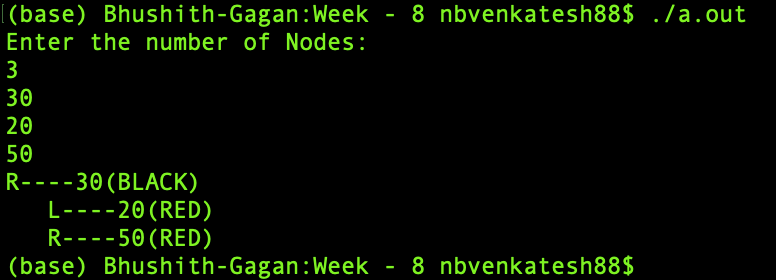 (base) Bhushith-Gagan:Week - 8 nbvenkatesh88$ ./a.out
Enter the number of Nodes:
3
30
20
50
R----30(BLACK)
   L----20(RED)
   R----50(RED)
(base) Bhushith-Gagan:Week - 8 nbvenkatesh88$